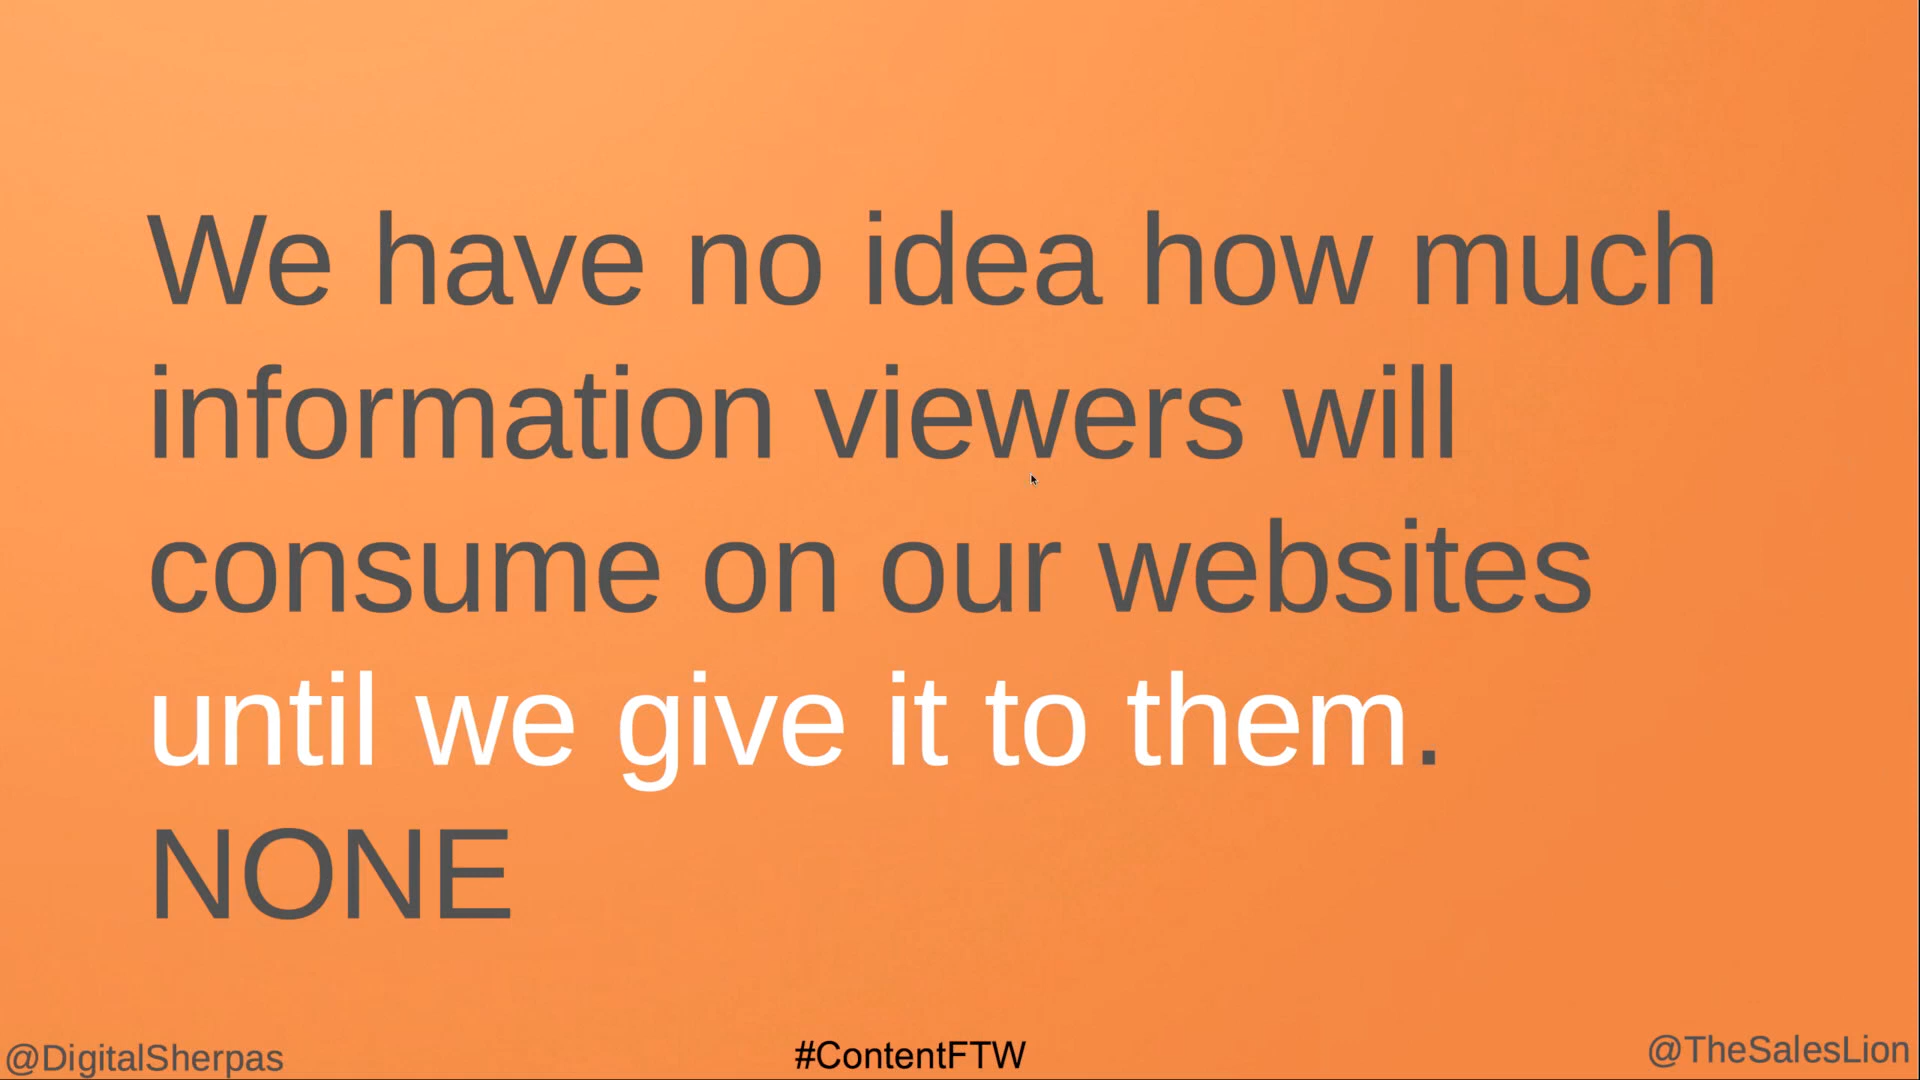 We have no idea how much
information viewers will
consume on our websites
until we give it to them.
NONE
@DigitalSherpas
#ContentFTW
@TheSalesLion